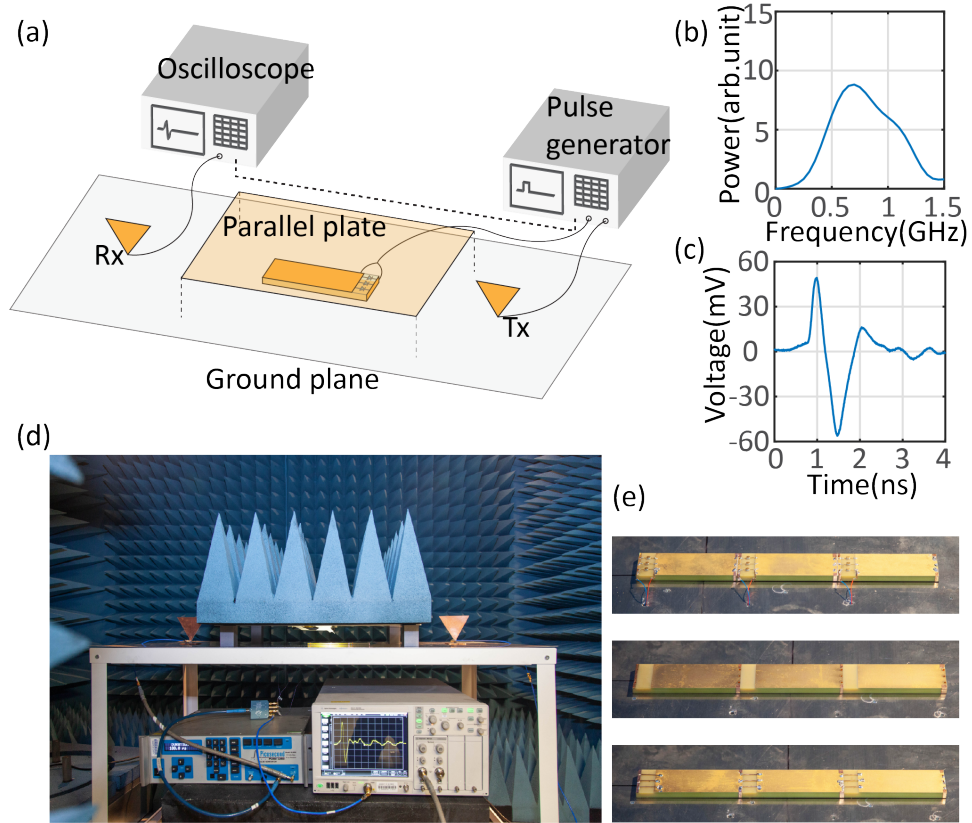 (a)
Oscilloscope
Pulse
generator
Parallel plate
Rx
Tx
Ground plane
(b)
Power(arb.unit)
15
10
5
0
0 0.5 1 1.5
Frequency(GHz)
(c)
Voltage(mV)
60
30
0
-30
-60
0 1 2 3 4
Time(ns)
(d)
(e)